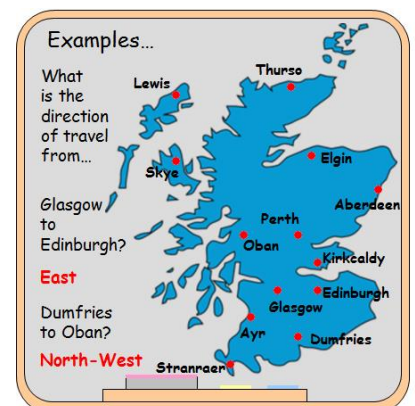 Examples...
What
is the
direction
of travel
from...
Glasgow
to
Edinburgh?
East
Dumfries
to Oban?
North-West
Lewis
Thurso
Skye
Elgin
Aberdeen
Perth
Oban
Kirkcaldy
Edinburgh
Glasgow
Ayr
Dumfries
Stranraer